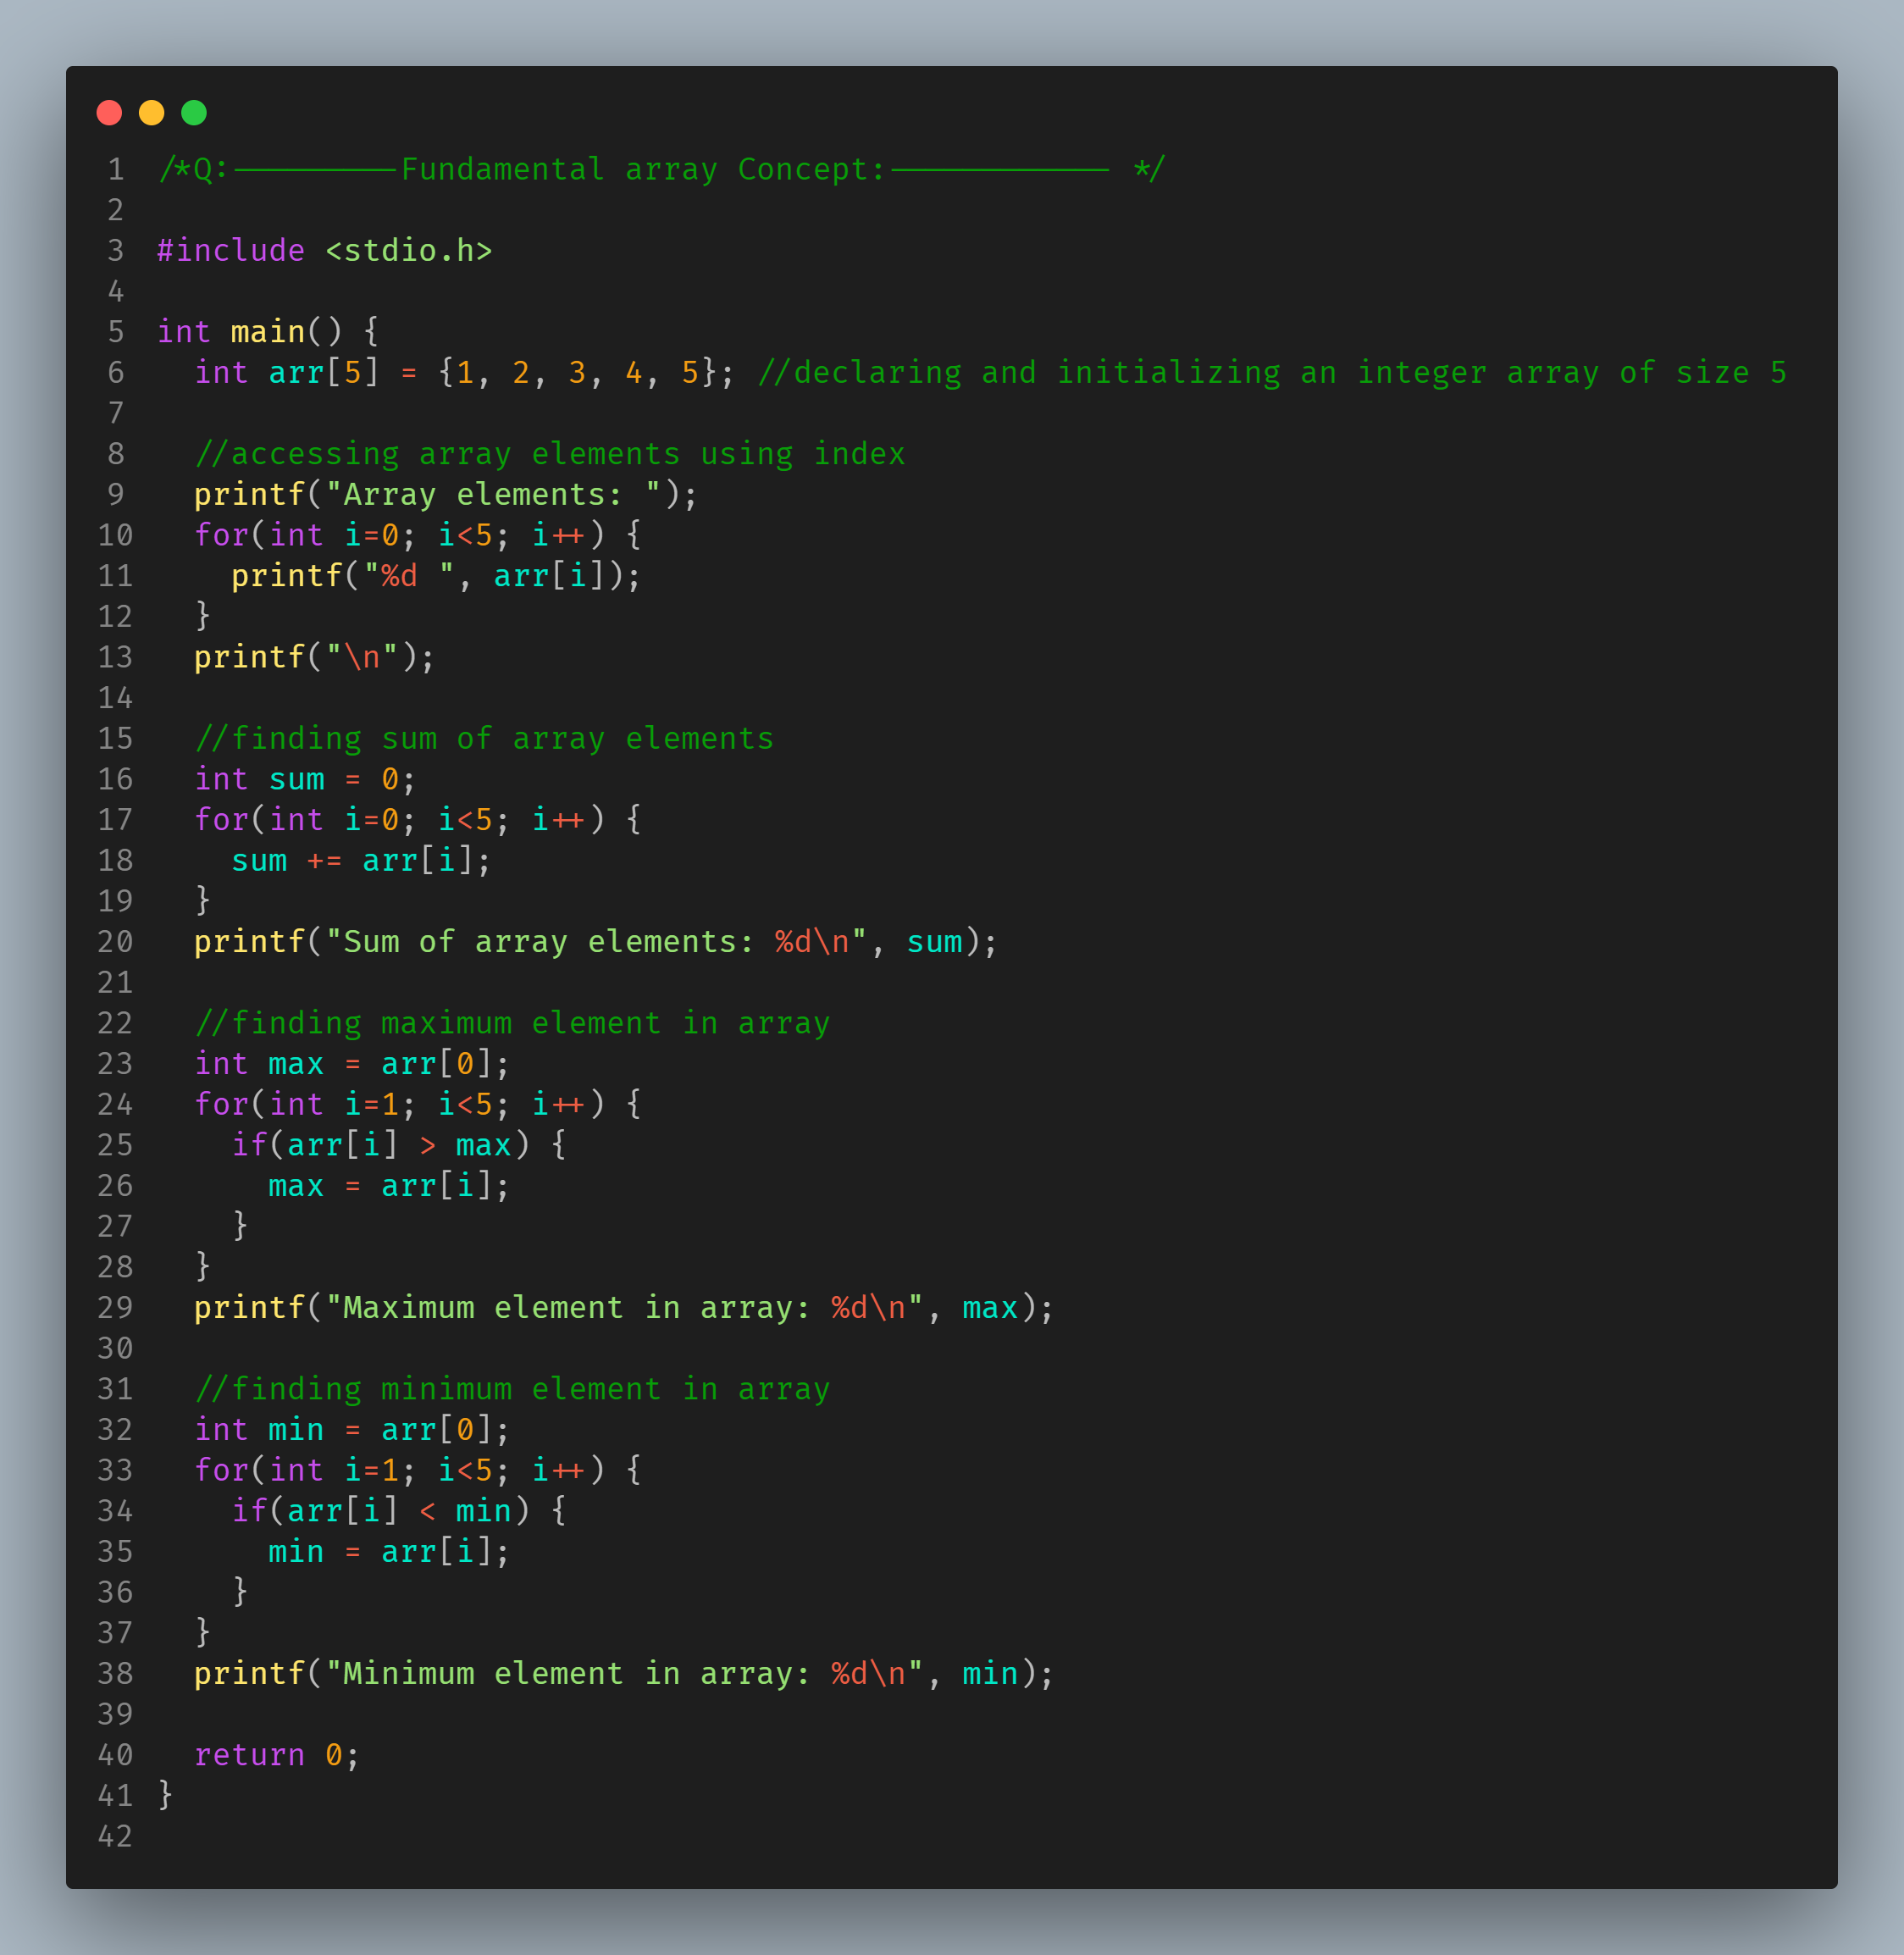 1 /*Q:---------Fundamental array Concept:------------ */
2
3 #include <stdio.h>
4
5 int main() {
6   int arr[5] = {1, 2, 3, 4, 5}; //declaring and initializing an integer array of size 5
7
8   //accessing array elements using index
9   printf("Array elements: ");
10   for(int i=0; i<5; i++) {
11     printf("%d ", arr[i]);
12   }
13   printf("\n");
14
15   //finding sum of array elements
16   int sum = 0;
17   for(int i=0; i<5; i++) {
18     sum += arr[i];
19   }
20   printf("Sum of array elements: %d\n", sum);
21
22   //finding maximum element in array
23   int max = arr[0];
24   for(int i=1; i<5; i++) {
25     if(arr[i] > max) {
26       max = arr[i];
27     }
28   }
29   printf("Maximum element in array: %d\n", max);
30
31   //finding minimum element in array
32   int min = arr[0];
33   for(int i=1; i<5; i++) {
34     if(arr[i] < min) {
35       min = arr[i];
36     }
37   }
38   printf("Minimum element in array: %d\n", min);
39
40   return 0;
41 }
42